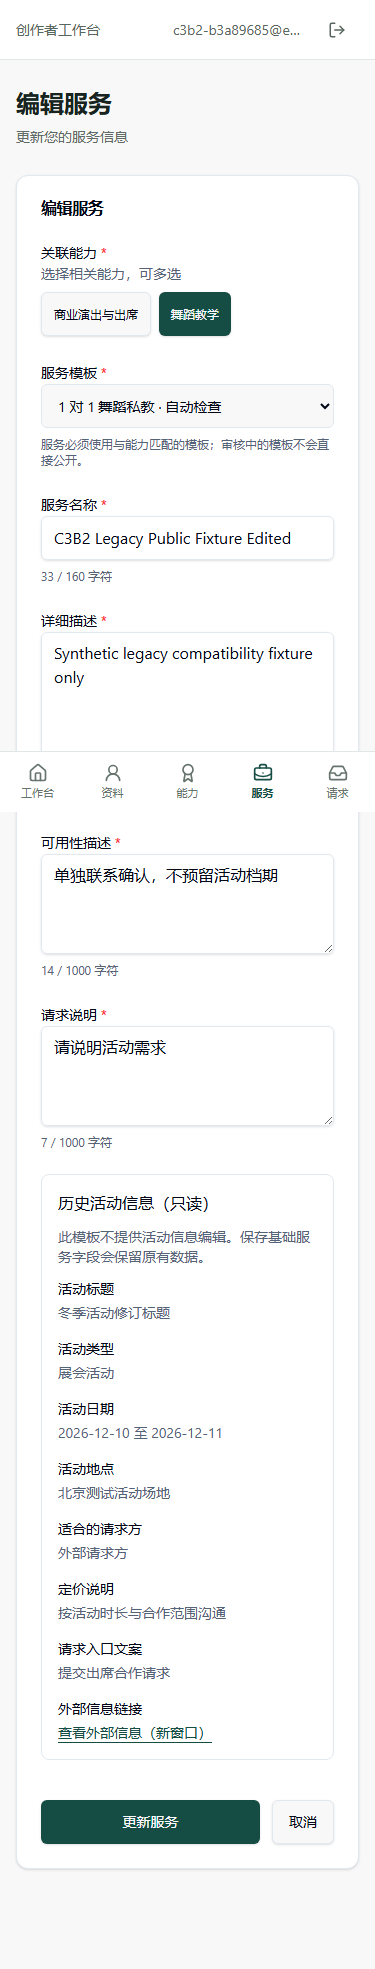 创作者工作台
c3b2-b3a89685@e...
编辑服务
更新您的服务信息
编辑服务
关联能力 *
选择相关能力，可多选
商业演出与出席
舞蹈教学
服务模板 *
1 对 1 舞蹈私教 · 自动检查
服务必须使用与能力匹配的模板；审核中的模板不会直
接公开。
服务名称 *
C3B2 Legacy Public Fixture Edited
33 / 160 字符
详细描述 *
Synthetic legacy compatibility fixture
only
工作台
资料
能力
服务
请求
可用性描述 *
单独联系确认，不预留活动档期
14 / 1000 字符
请求说明 *
请说明活动需求
7 / 1000 字符
历史活动信息（只读）
此模板不提供活动信息编辑。保存基础服
务字段会保留原有数据。
活动标题
冬季活动修订标题
活动类型
展会活动
活动日期
2026-12-10 至 2026-12-11
活动地点
北京测试活动场地
适合的请求方
外部请求方
定价说明
按活动时长与合作范围沟通
请求入口文案
提交出席合作请求
外部信息链接
查看外部信息（新窗口）
更新服务
取消